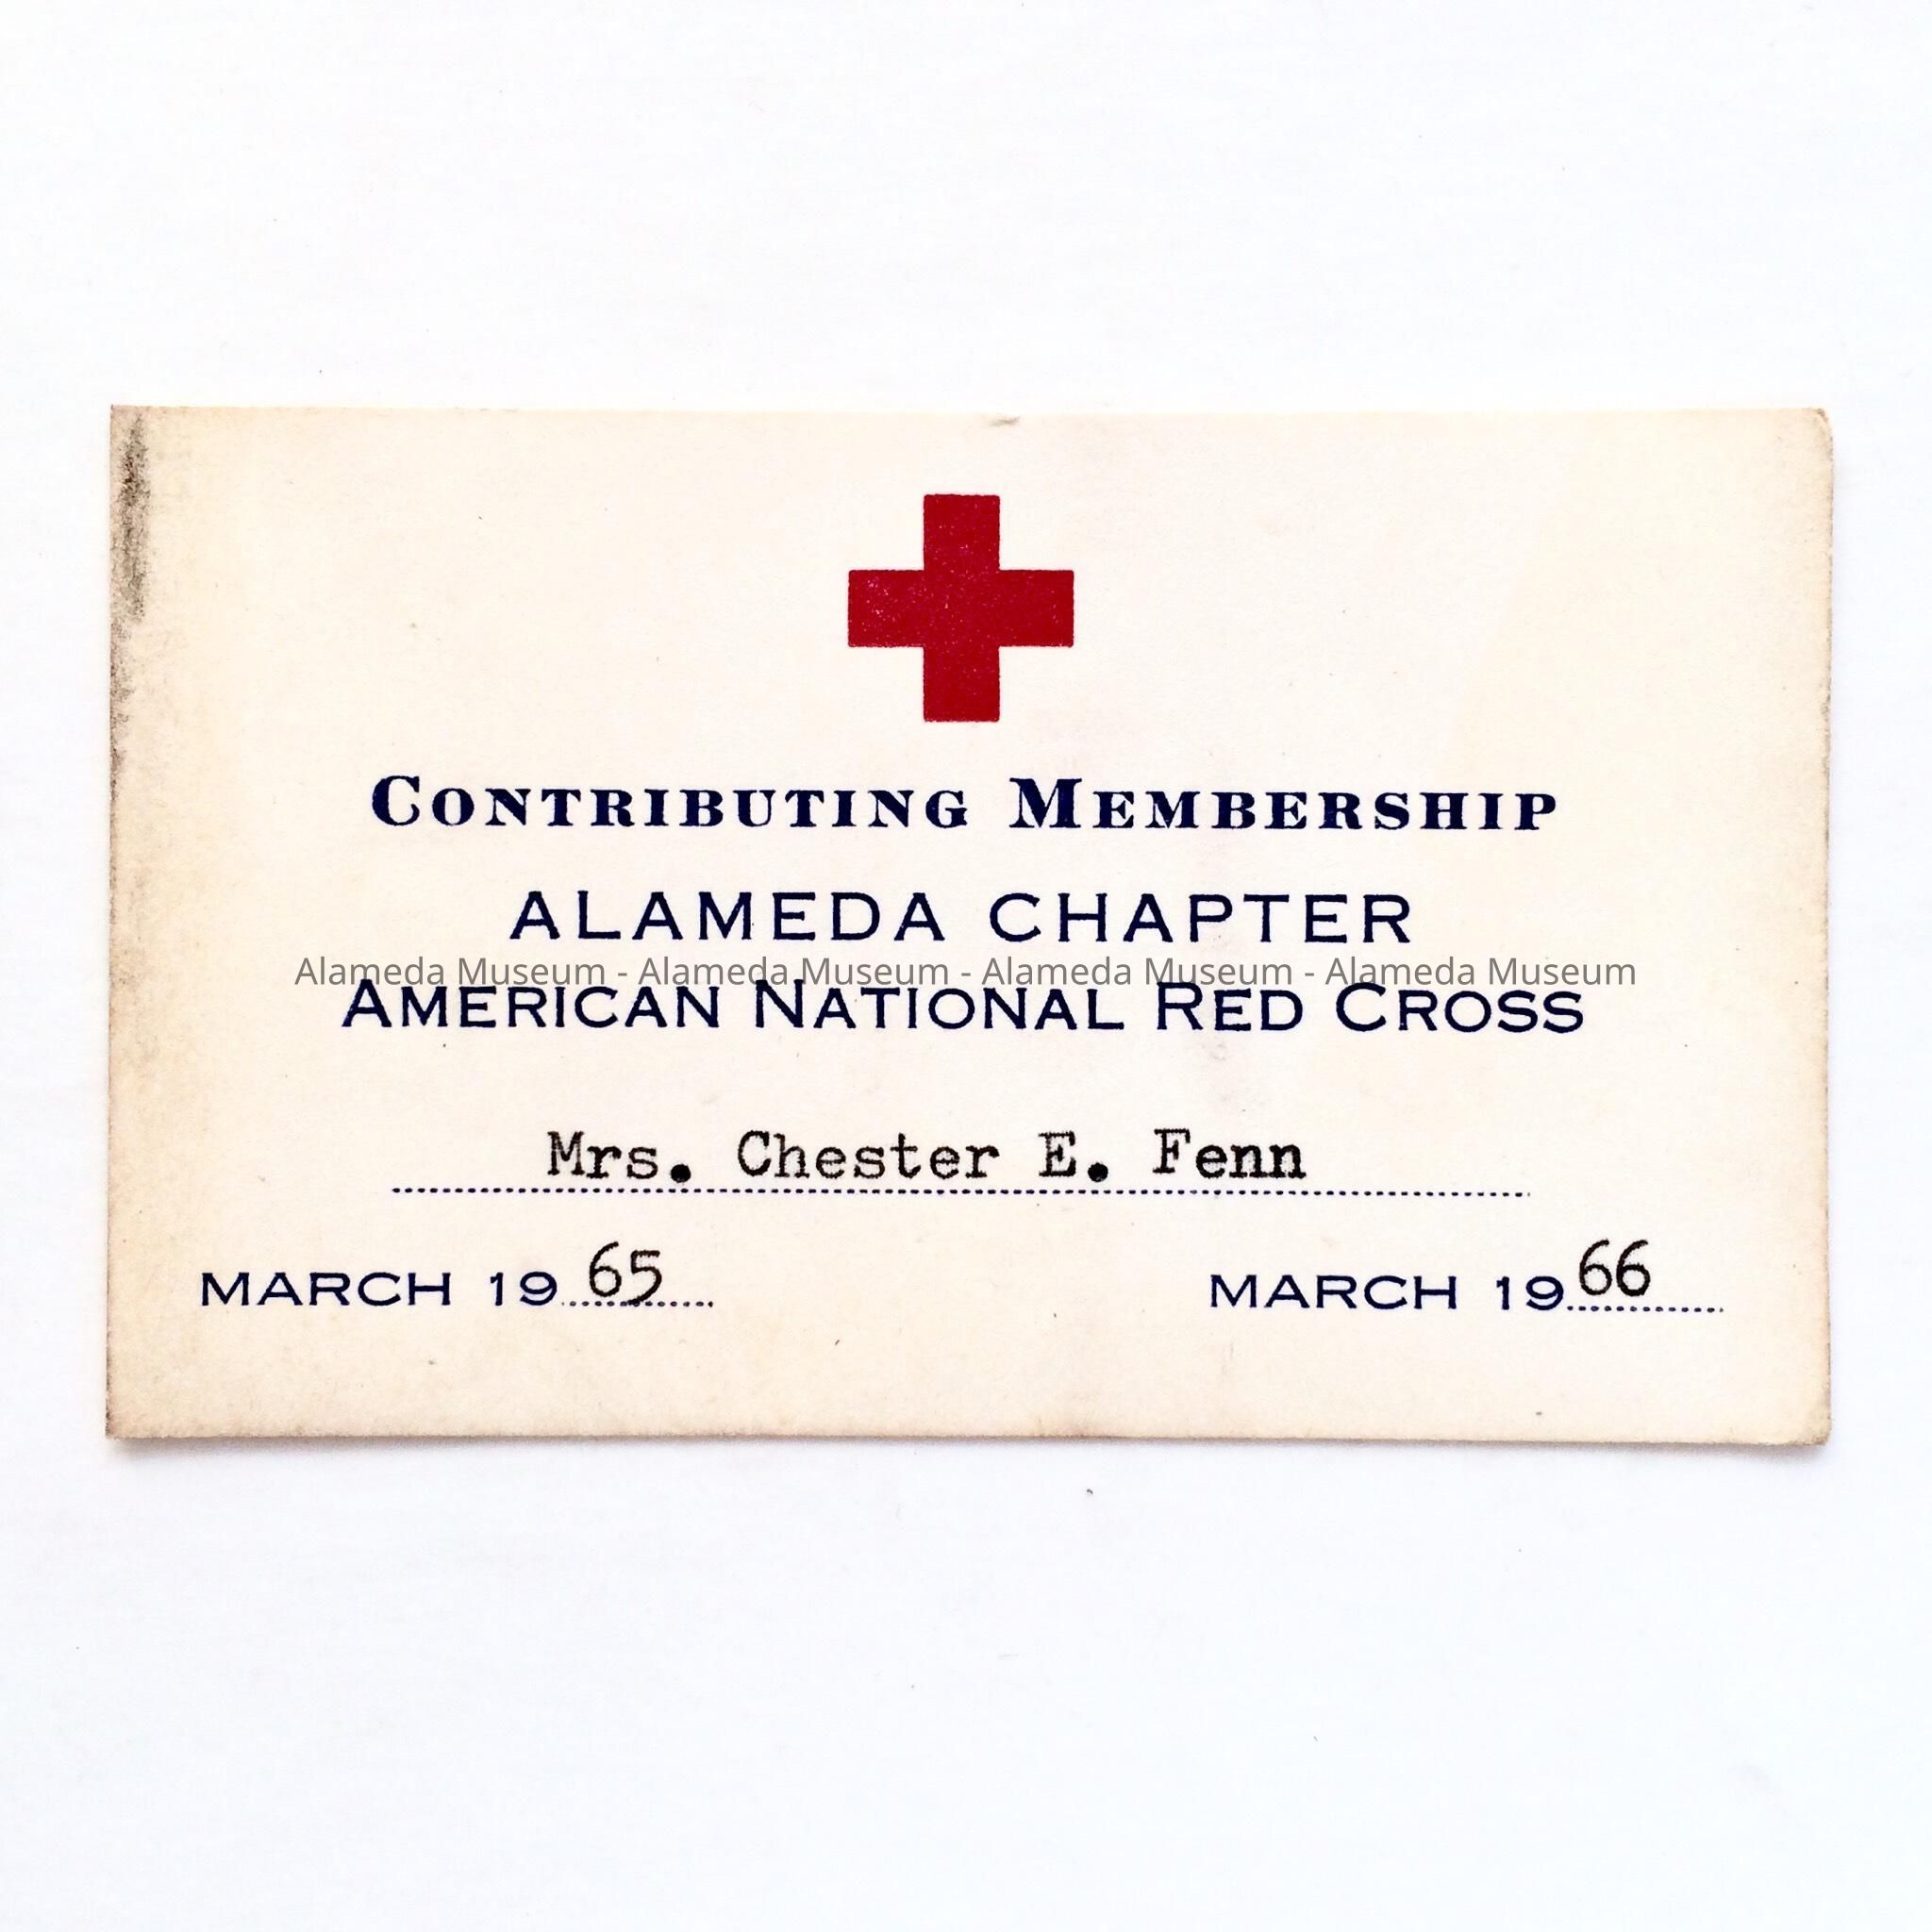 Contributing Membership
ALAMEDA CHAPTER
Alameda Museum - Alameda Museum - Alameda Museum - Alameda Museum
American National Red Cross
Mrs. Chester E. Fenn
MARCH 1965 MARCH 1966